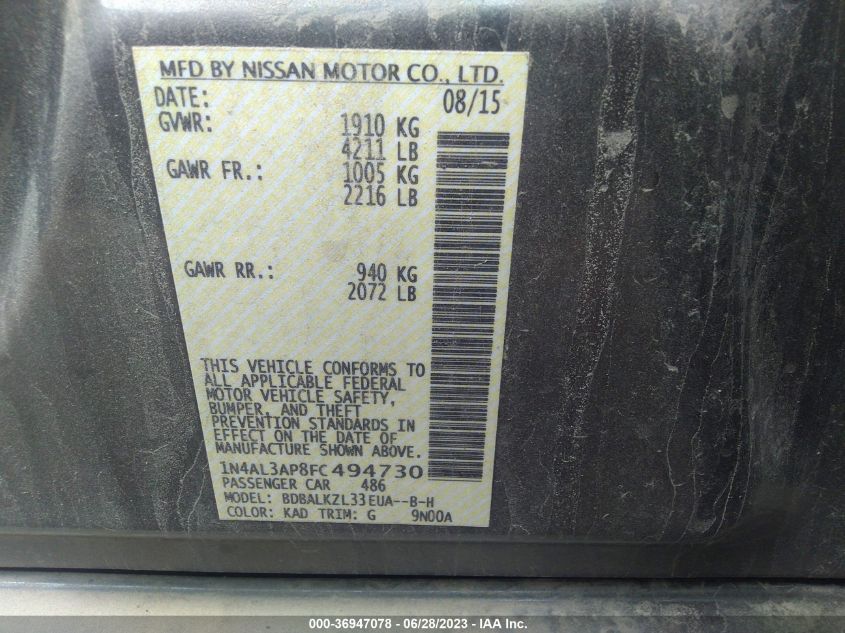 MFD BY NISSAN MOTOR CO., LTD.
DATE: 08/15
GVWR: 1910 KG
4211 LB
GAWR FR.: 1005 KG
2216 LB
GAWR RR.: 940 KG
2072 LB
THIS VEHICLE CONFORMS TO
ALL APPLICABLE FEDERAL
MOTOR VEHICLE SAFETY,
BUMPER, AND THEFT
PREVENTION STANDARDS IN
EFFECT ON THE DATE OF
MANUFACTURE SHOWN ABOVE.
1N4AL3AP8FC494730
PASSENGER CAR 486
MODEL: BDBALKZL33EUA--B-H
COLOR: KAD TRIM: G 9N00A
000-36947078 - 06/28/2023 - IAA Inc.